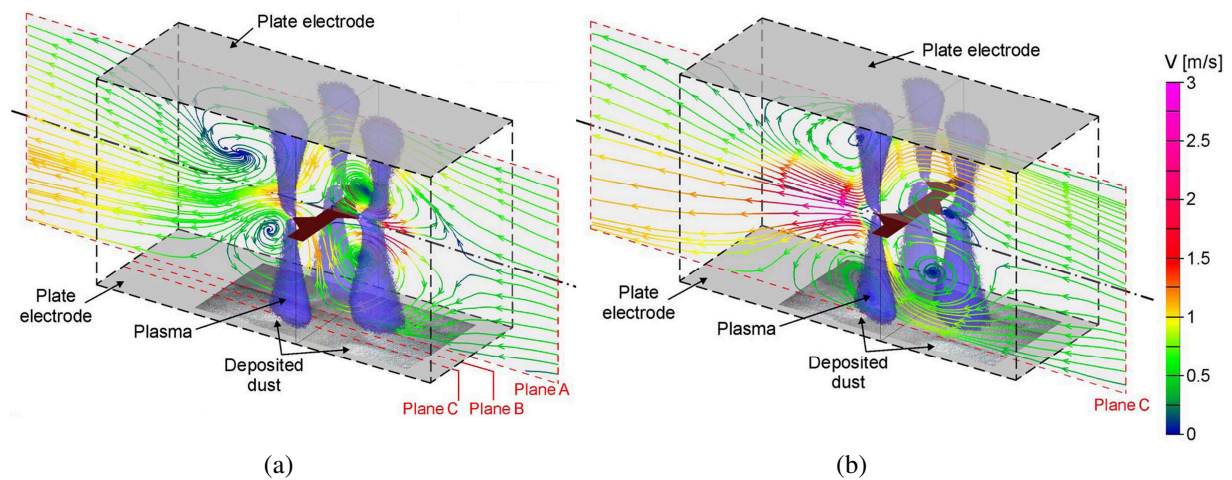 Plate electrode
Plate
electrode
Plasma
Deposited
dust
Plane C
Plane B
Plane A
(a)
Plate electrode
Plate
electrode
Plasma
Deposited
dust
Plane C
V [m/s]
3
2.5
2
1.5
1
0.5
0
(b)